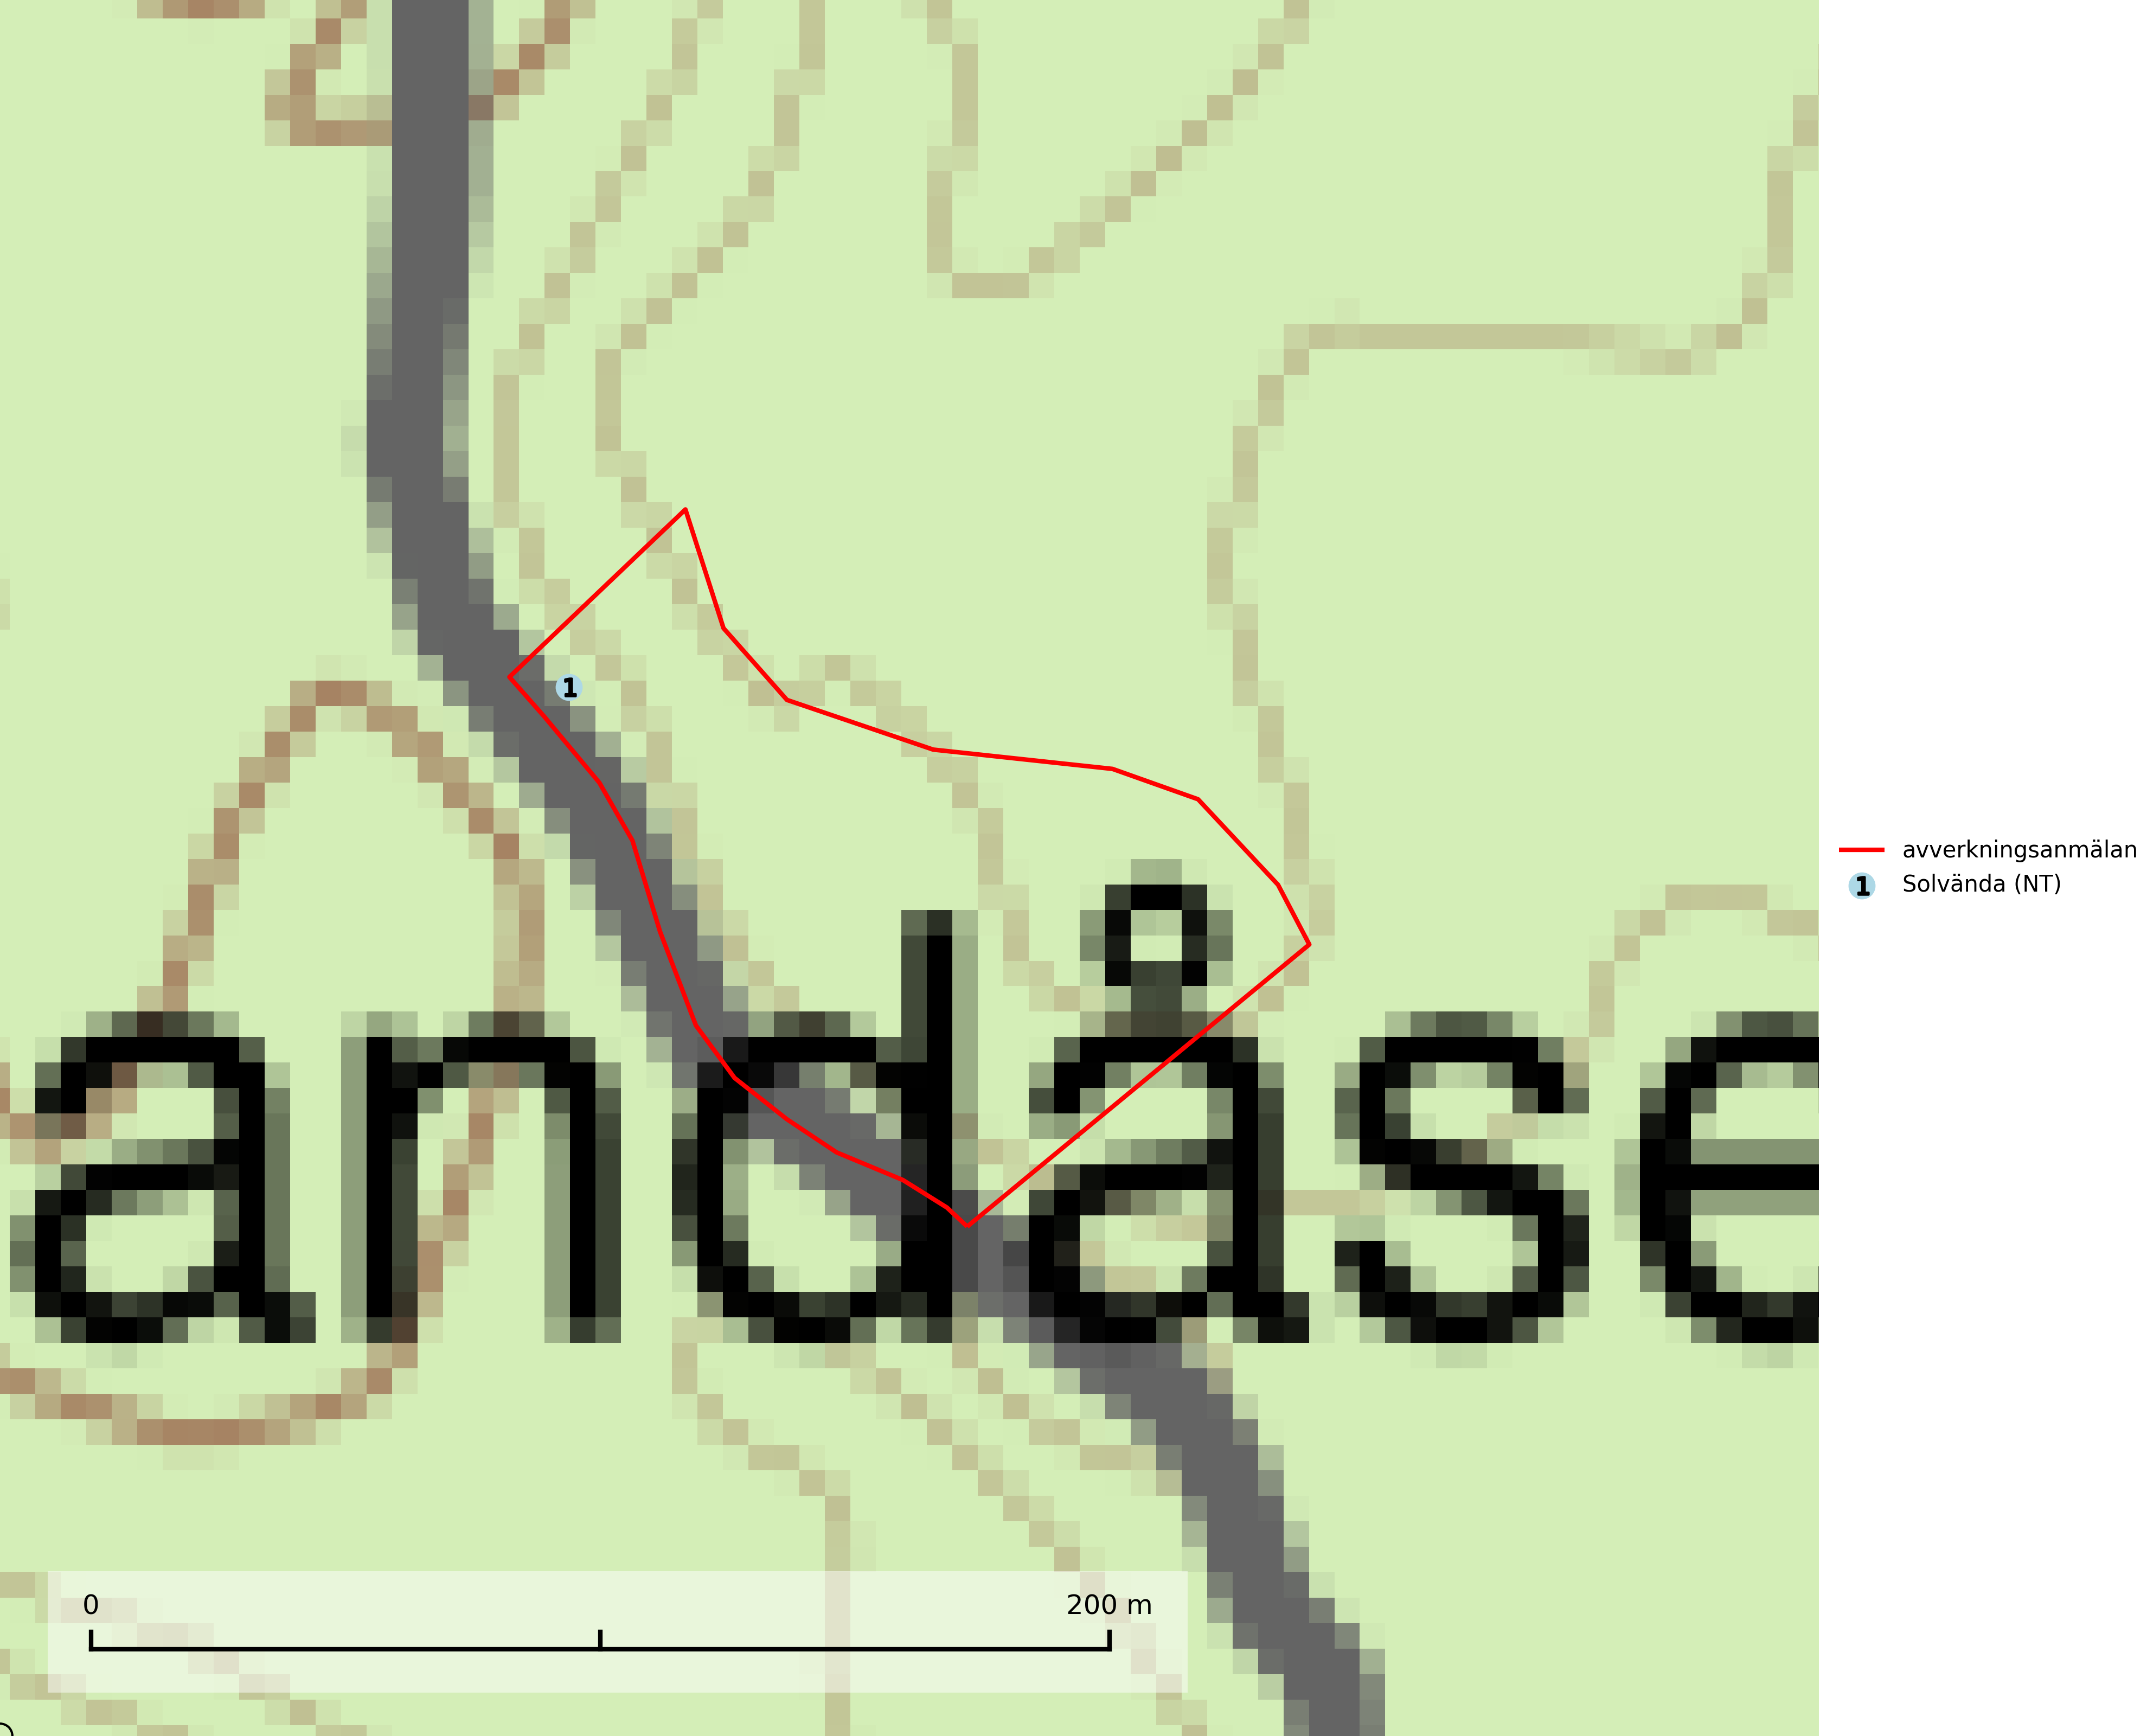 andåse
1
0
200 m
avverkningsanmälan
1 Solvända (NT)